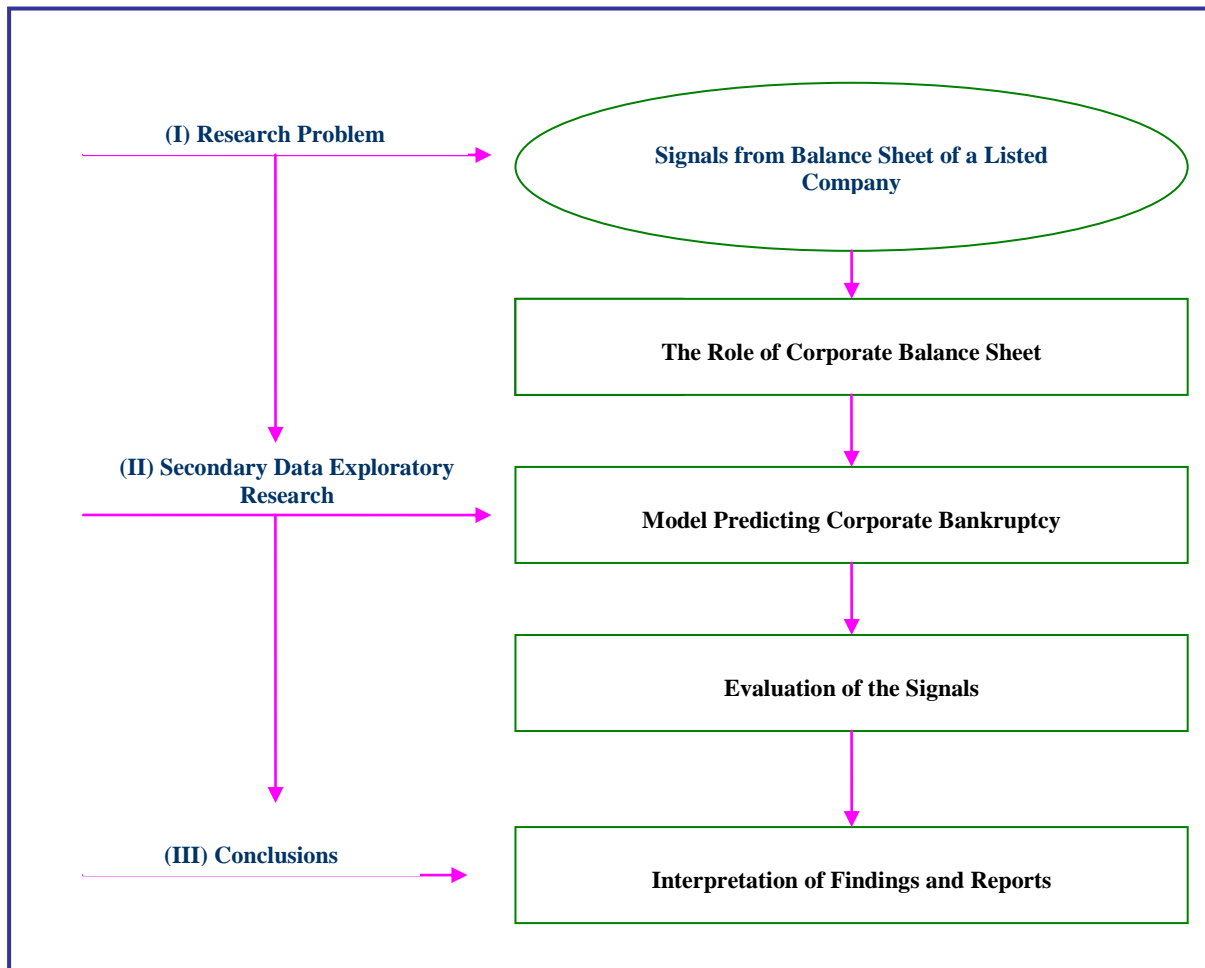 (I) Research Problem
Signals from Balance Sheet of a Listed
Company
The Role of Corporate Balance Sheet
(II) Secondary Data Exploratory
Research
Model Predicting Corporate Bankruptcy
Evaluation of the Signals
(III) Conclusions
Interpretation of Findings and Reports